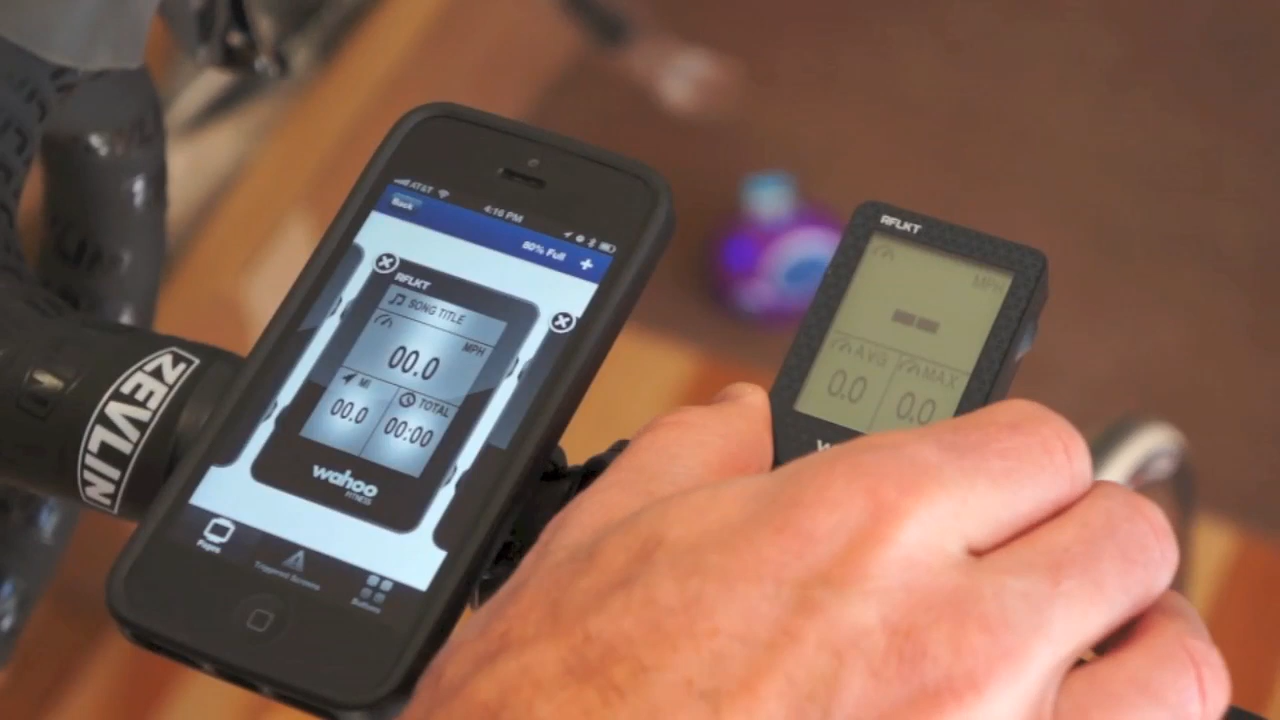 ZEVLIN
AT&T
4:16 PM
Back
80% Full +
RFLKT
SONG TITLE
MPH
00.0
MI
00.0
TOTAL
00:00
wahoo
FITNESS
Pages
Triggered Screens
Buttons
RFLKT
MPH
--
AVG
0.0
MAX
0.0
W